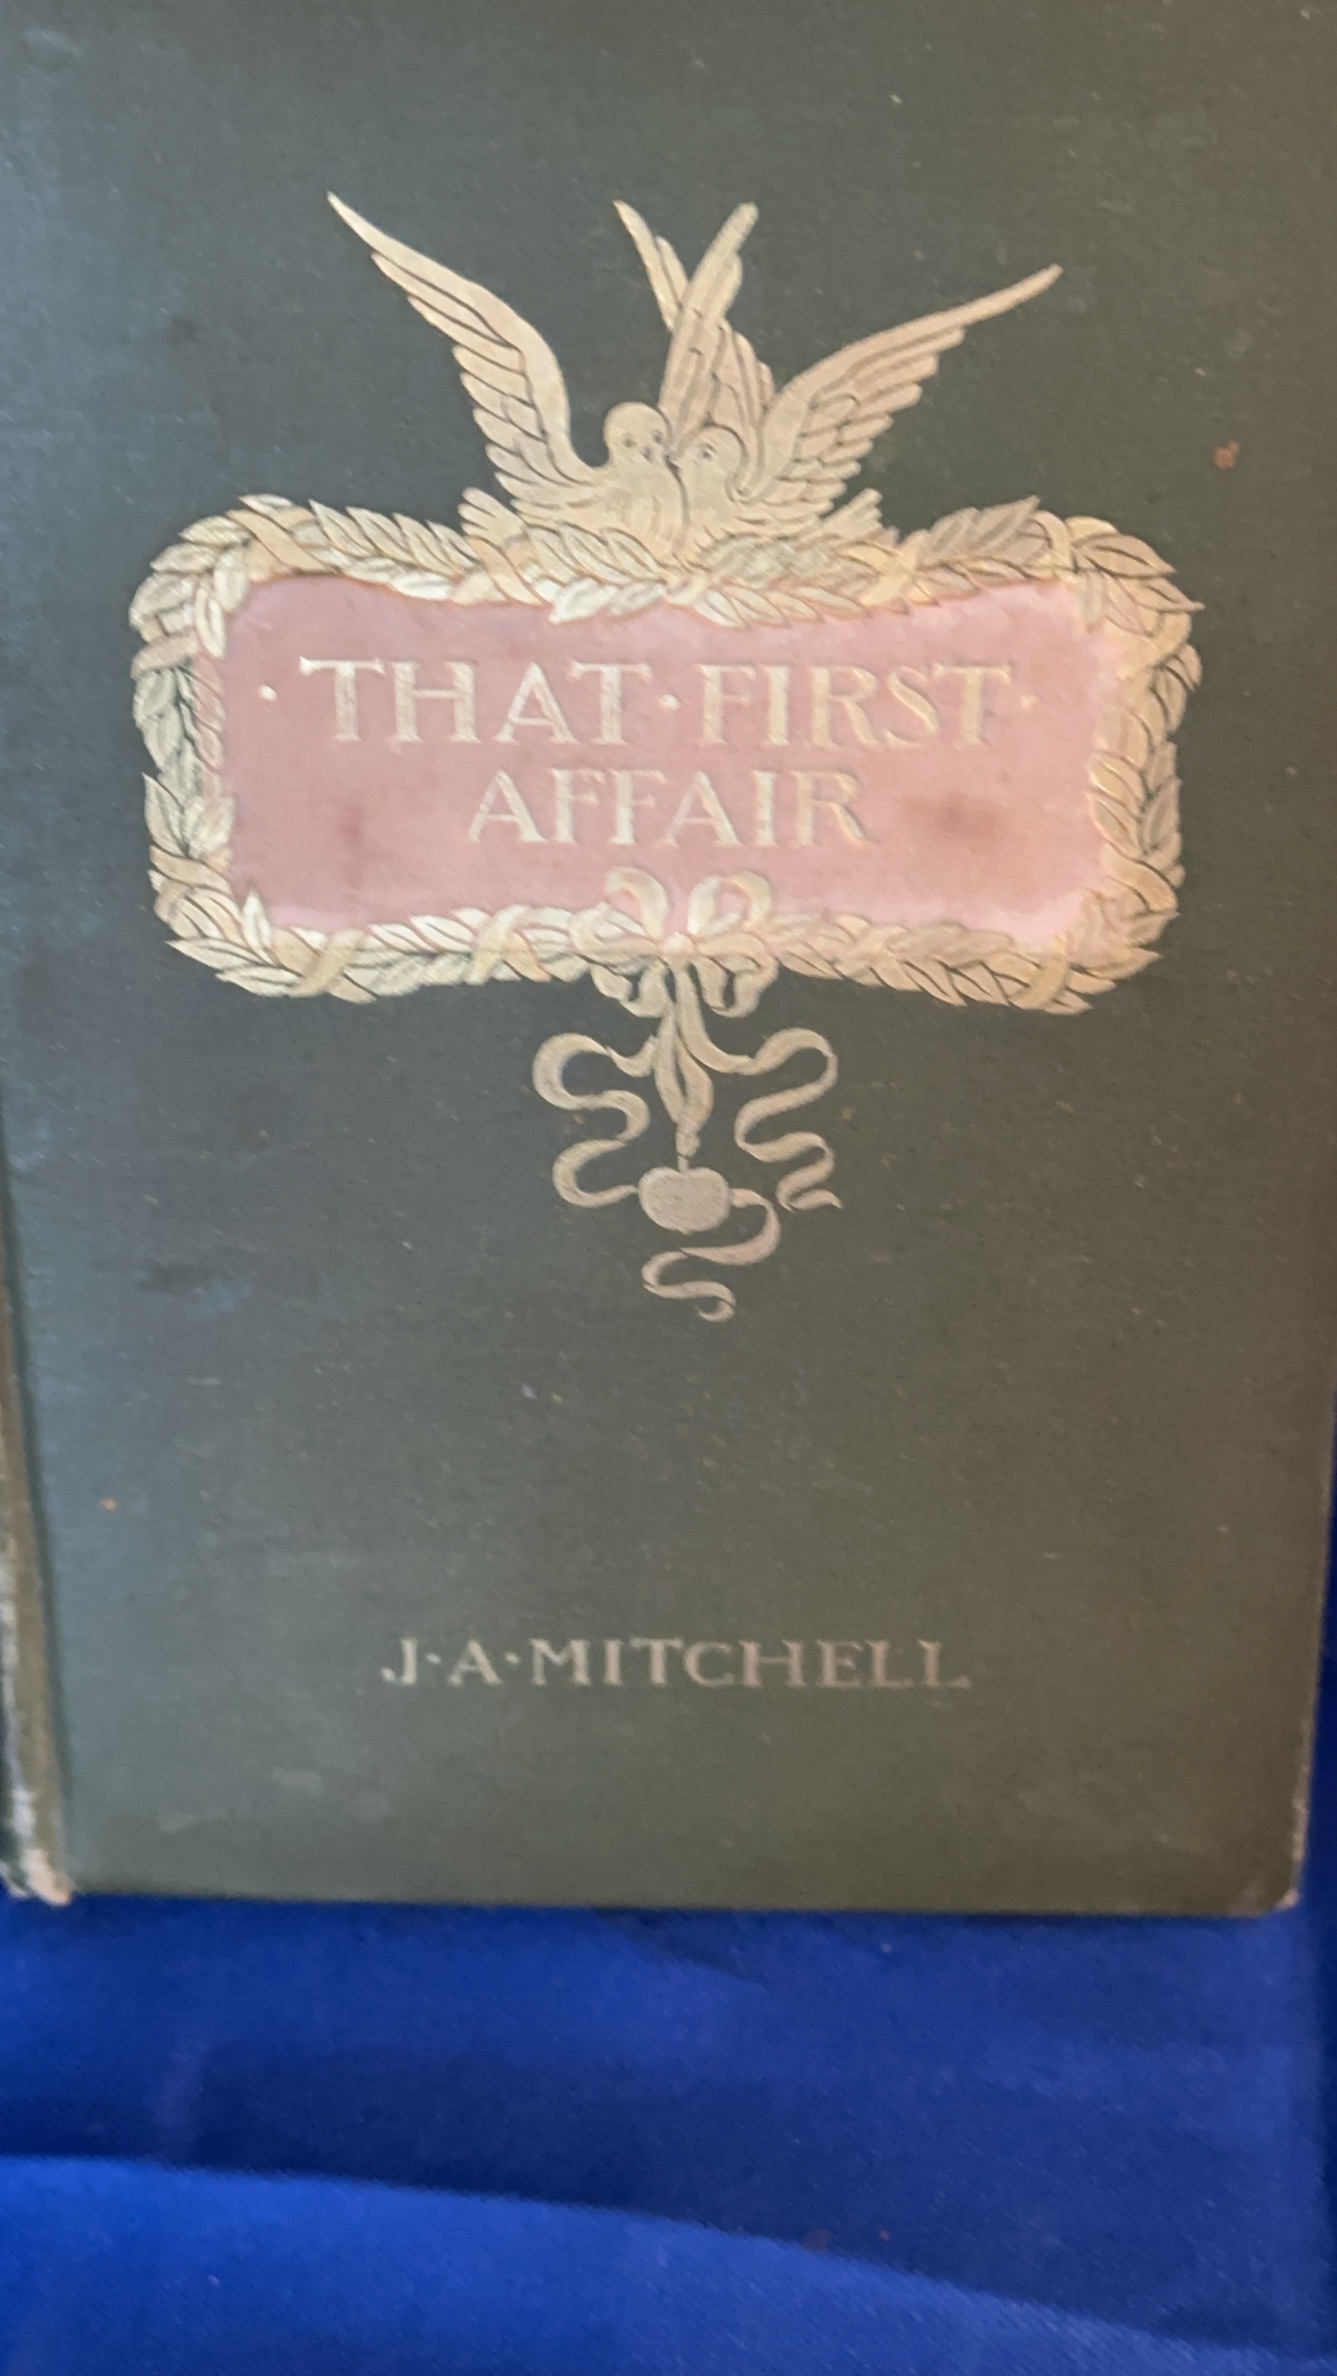 · THAT · FIRST ·
AFFAIR
J · A · MITCHELL